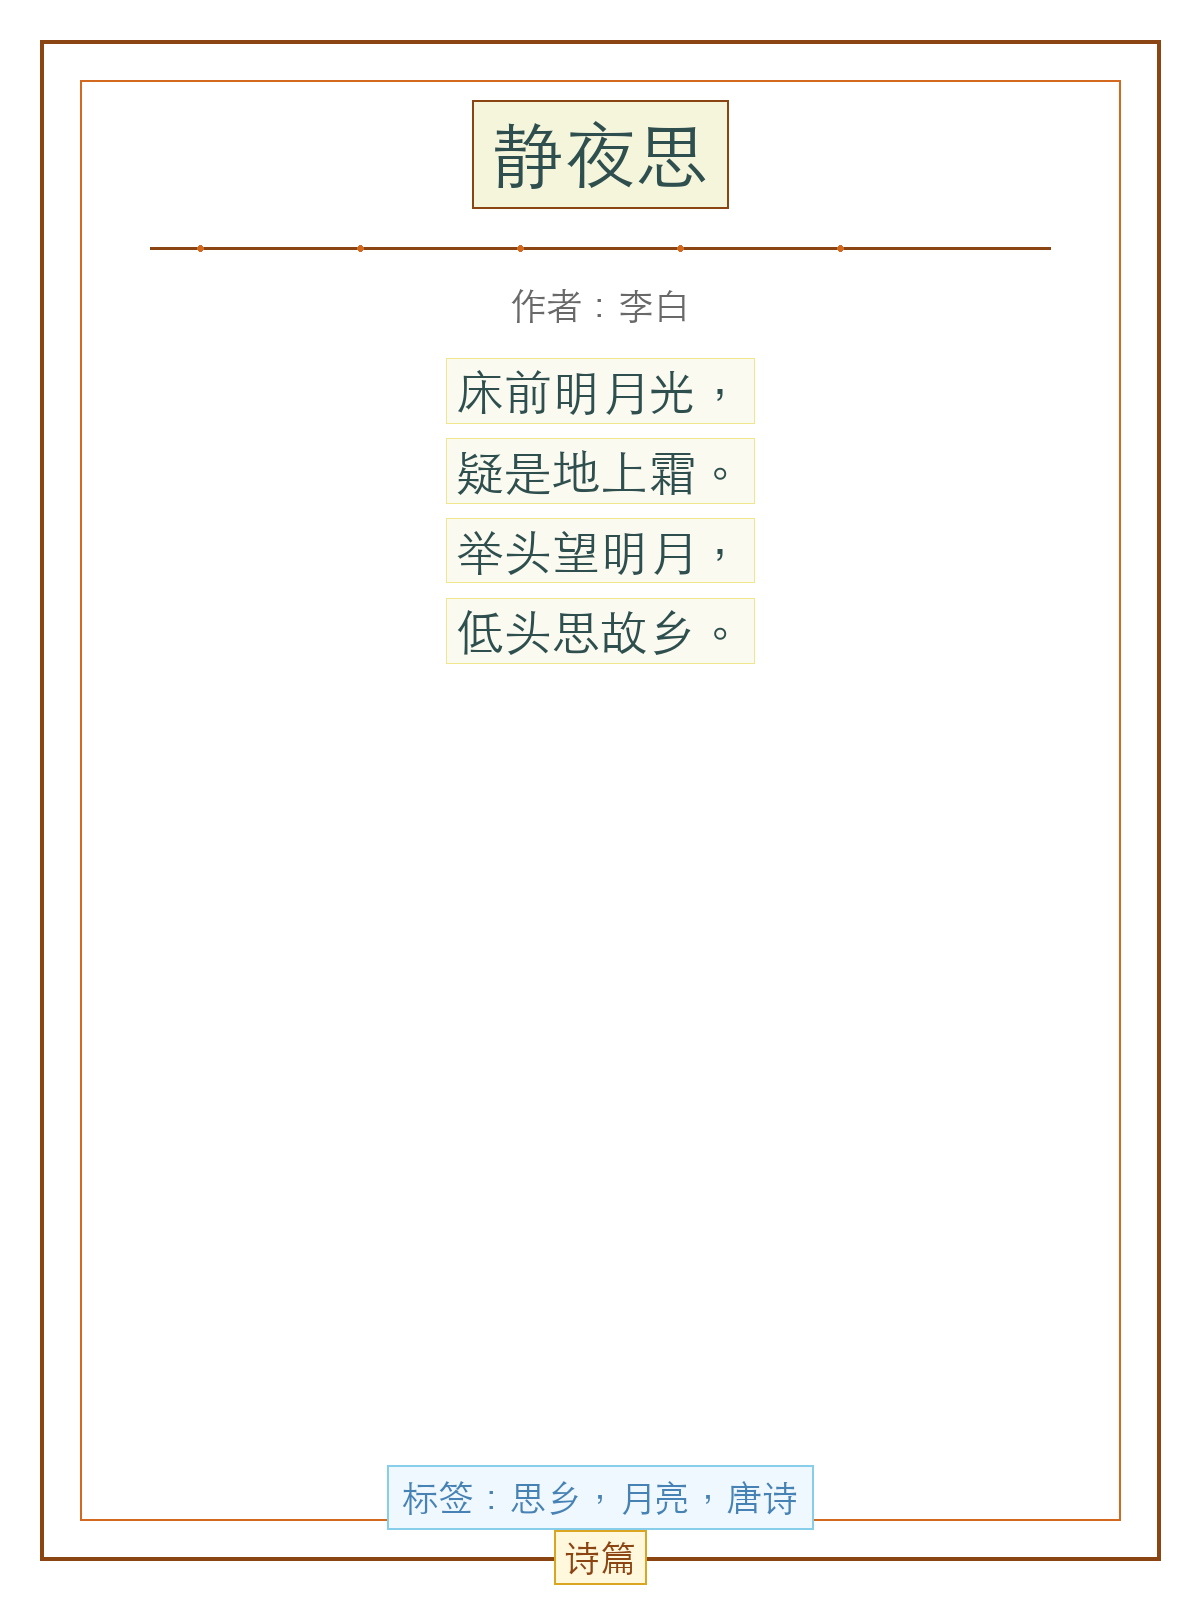 静夜思
作者：李白
床前明月光，
疑是地上霜。
举头望明月，
低头思故乡。
标签：思乡，月亮，唐诗
诗篇